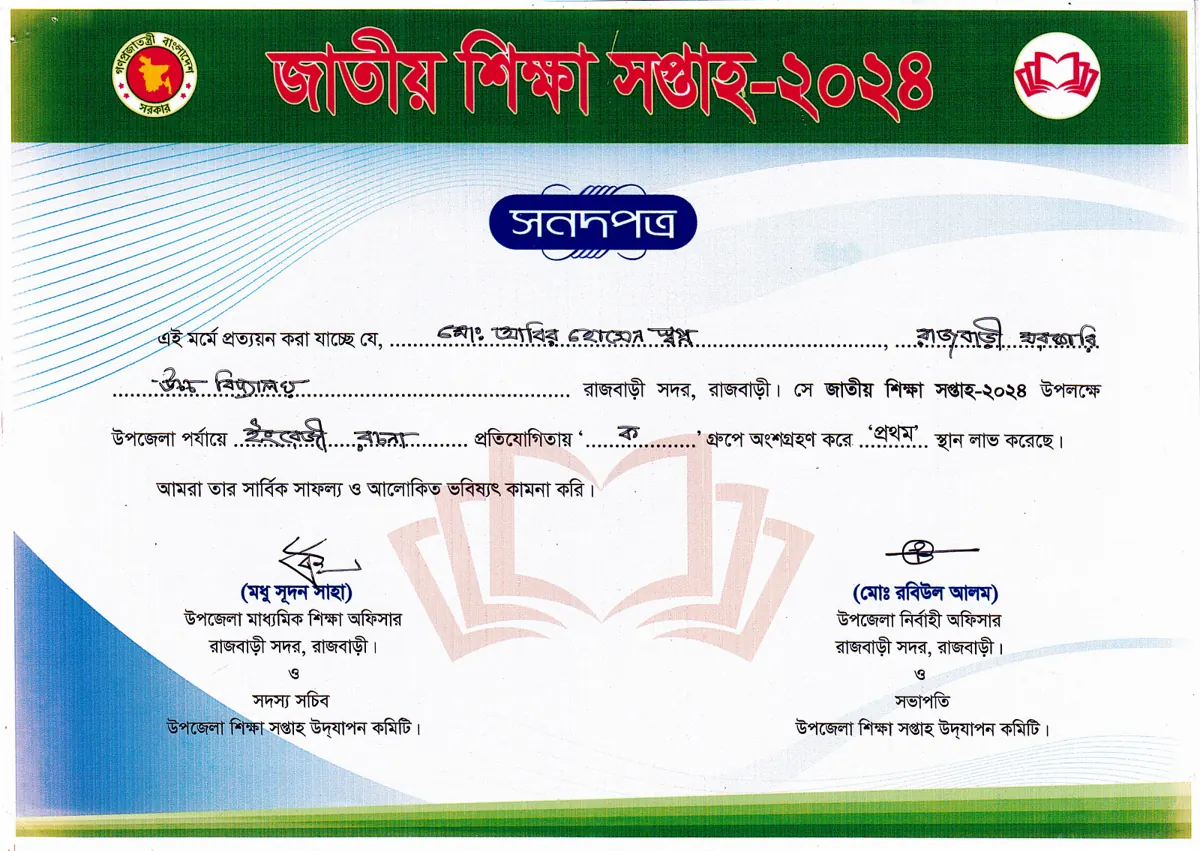 গণপ্রজাতন্ত্রী বাংলাদেশ
সরকার
জাতীয় শিক্ষা সপ্তাহ-২০২৪
সনদপত্র
এই মর্মে প্রত্যয়ন করা যাচ্ছে যে, মোঃ আবির হোসেন স্বপ্ন, রাজবাড়ী সরকারি
উচ্চ বিদ্যালয় রাজবাড়ী সদর, রাজবাড়ী। সে জাতীয় শিক্ষা সপ্তাহ-২০২৪ উপলক্ষে
উপজেলা পর্যায়ে ইংরেজী রচনা প্রতিযোগিতায় ‘ক’ গ্রুপে অংশগ্রহণ করে ‘প্রথম’ স্থান লাভ করেছে।
আমরা তার সার্বিক সাফল্য ও আলোকিত ভবিষ্যৎ কামনা করি।
(মধু সূদন সাহা)
উপজেলা মাধ্যমিক শিক্ষা অফিসার
রাজবাড়ী সদর, রাজবাড়ী।
ও
সদস্য সচিব
উপজেলা শিক্ষা সপ্তাহ উদ্‌যাপন কমিটি।
(মোঃ রবিউল আলম)
উপজেলা নির্বাহী অফিসার
রাজবাড়ী সদর, রাজবাড়ী।
ও
সভাপতি
উপজেলা শিক্ষা সপ্তাহ উদ্‌যাপন কমিটি।